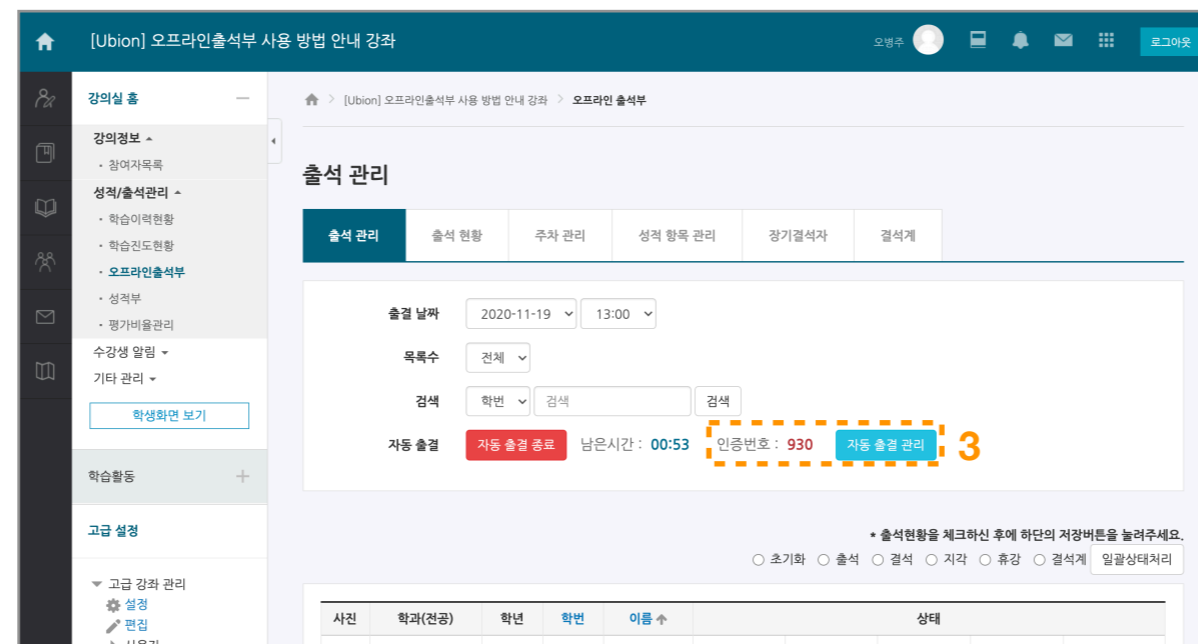 [Ubion] 오프라인출석부 사용 방법 안내 강좌
오병주
로그아웃
강의실 홈
강의정보
참여자목록
성적/출석관리
학습이력현황
학습진도현황
오프라인출석부
성적부
평가비율관리
수강생 알림
기타 관리
학생화면 보기
학습활동
고급 설정
고급 강좌 관리
설정
편집
[Ubion] 오프라인출석부 사용 방법 안내 강좌 > 오프라인 출석부
출석 관리
출석 관리 출석 현황 주차 관리 성적 항목 관리 장기결석자 결석계
출결 날짜 2020-11-19 13:00
목록수 전체
검색 학번 검색 검색
자동 출결 자동 출결 종료 남은시간 : 00:53 인증번호 : 930 자동 출결 관리 3
* 출석현황을 체크하신 후에 하단의 저장버튼을 눌러주세요.
초기화 출석 결석 지각 휴강 결석계 일괄상태처리
사진 학과(전공) 학년 학번 이름 상태